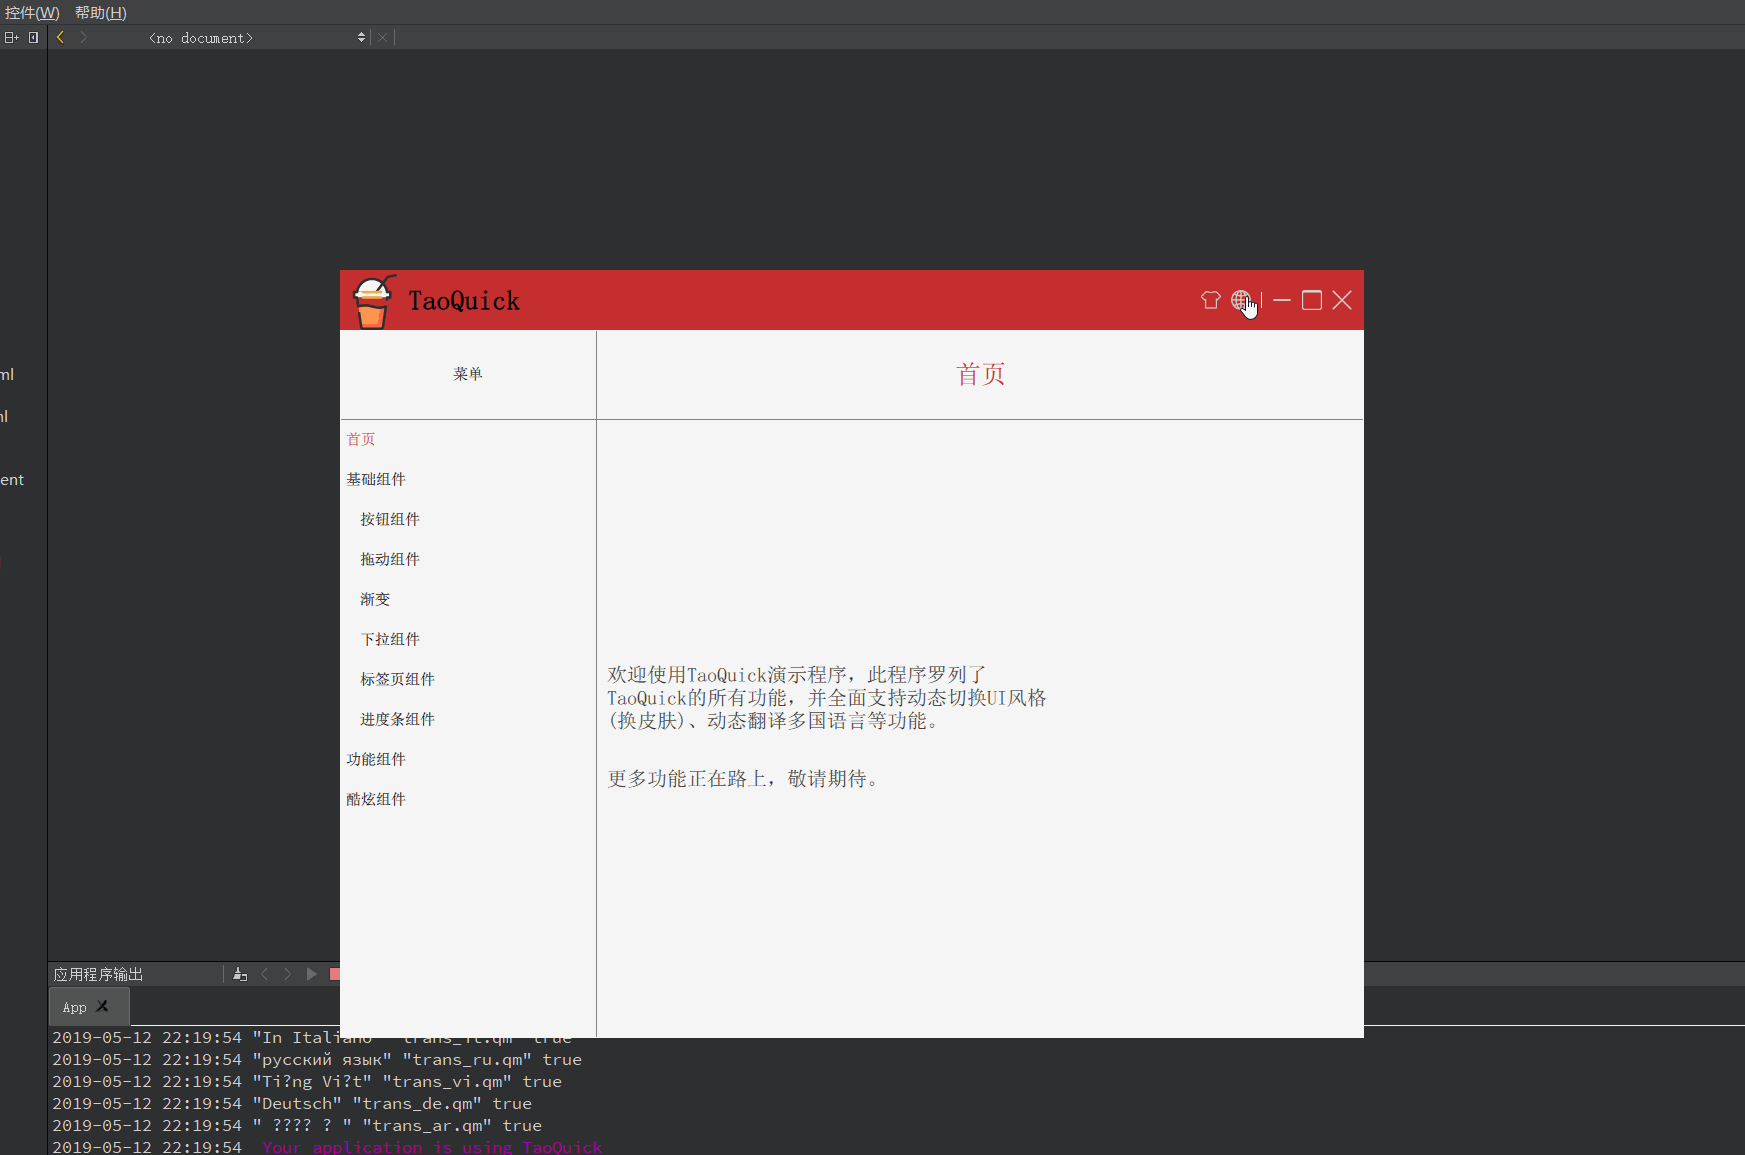 控件(W) 帮助(H)
<no document>
ml
ent
TaoQuick
菜单
首页
首页
基础组件
按钮组件
拖动组件
渐变
下拉组件
标签页组件
进度条组件
功能组件
酷炫组件
欢迎使用TaoQuick演示程序，此程序罗列了
TaoQuick的所有功能，并全面支持动态切换UI风格
(换皮肤)、动态翻译多国语言等功能。
更多功能正在路上，敬请期待。
应用程序输出
App
2019-05-12 22:19:54 "In Italiano" "trans_it.qm" true
2019-05-12 22:19:54 "русский язык" "trans_ru.qm" true
2019-05-12 22:19:54 "Ti?ng Vi?t" "trans_vi.qm" true
2019-05-12 22:19:54 "Deutsch" "trans_de.qm" true
2019-05-12 22:19:54 " ???? ? " "trans_ar.qm" true
2019-05-12 22:19:54 Your application is using TaoQuick